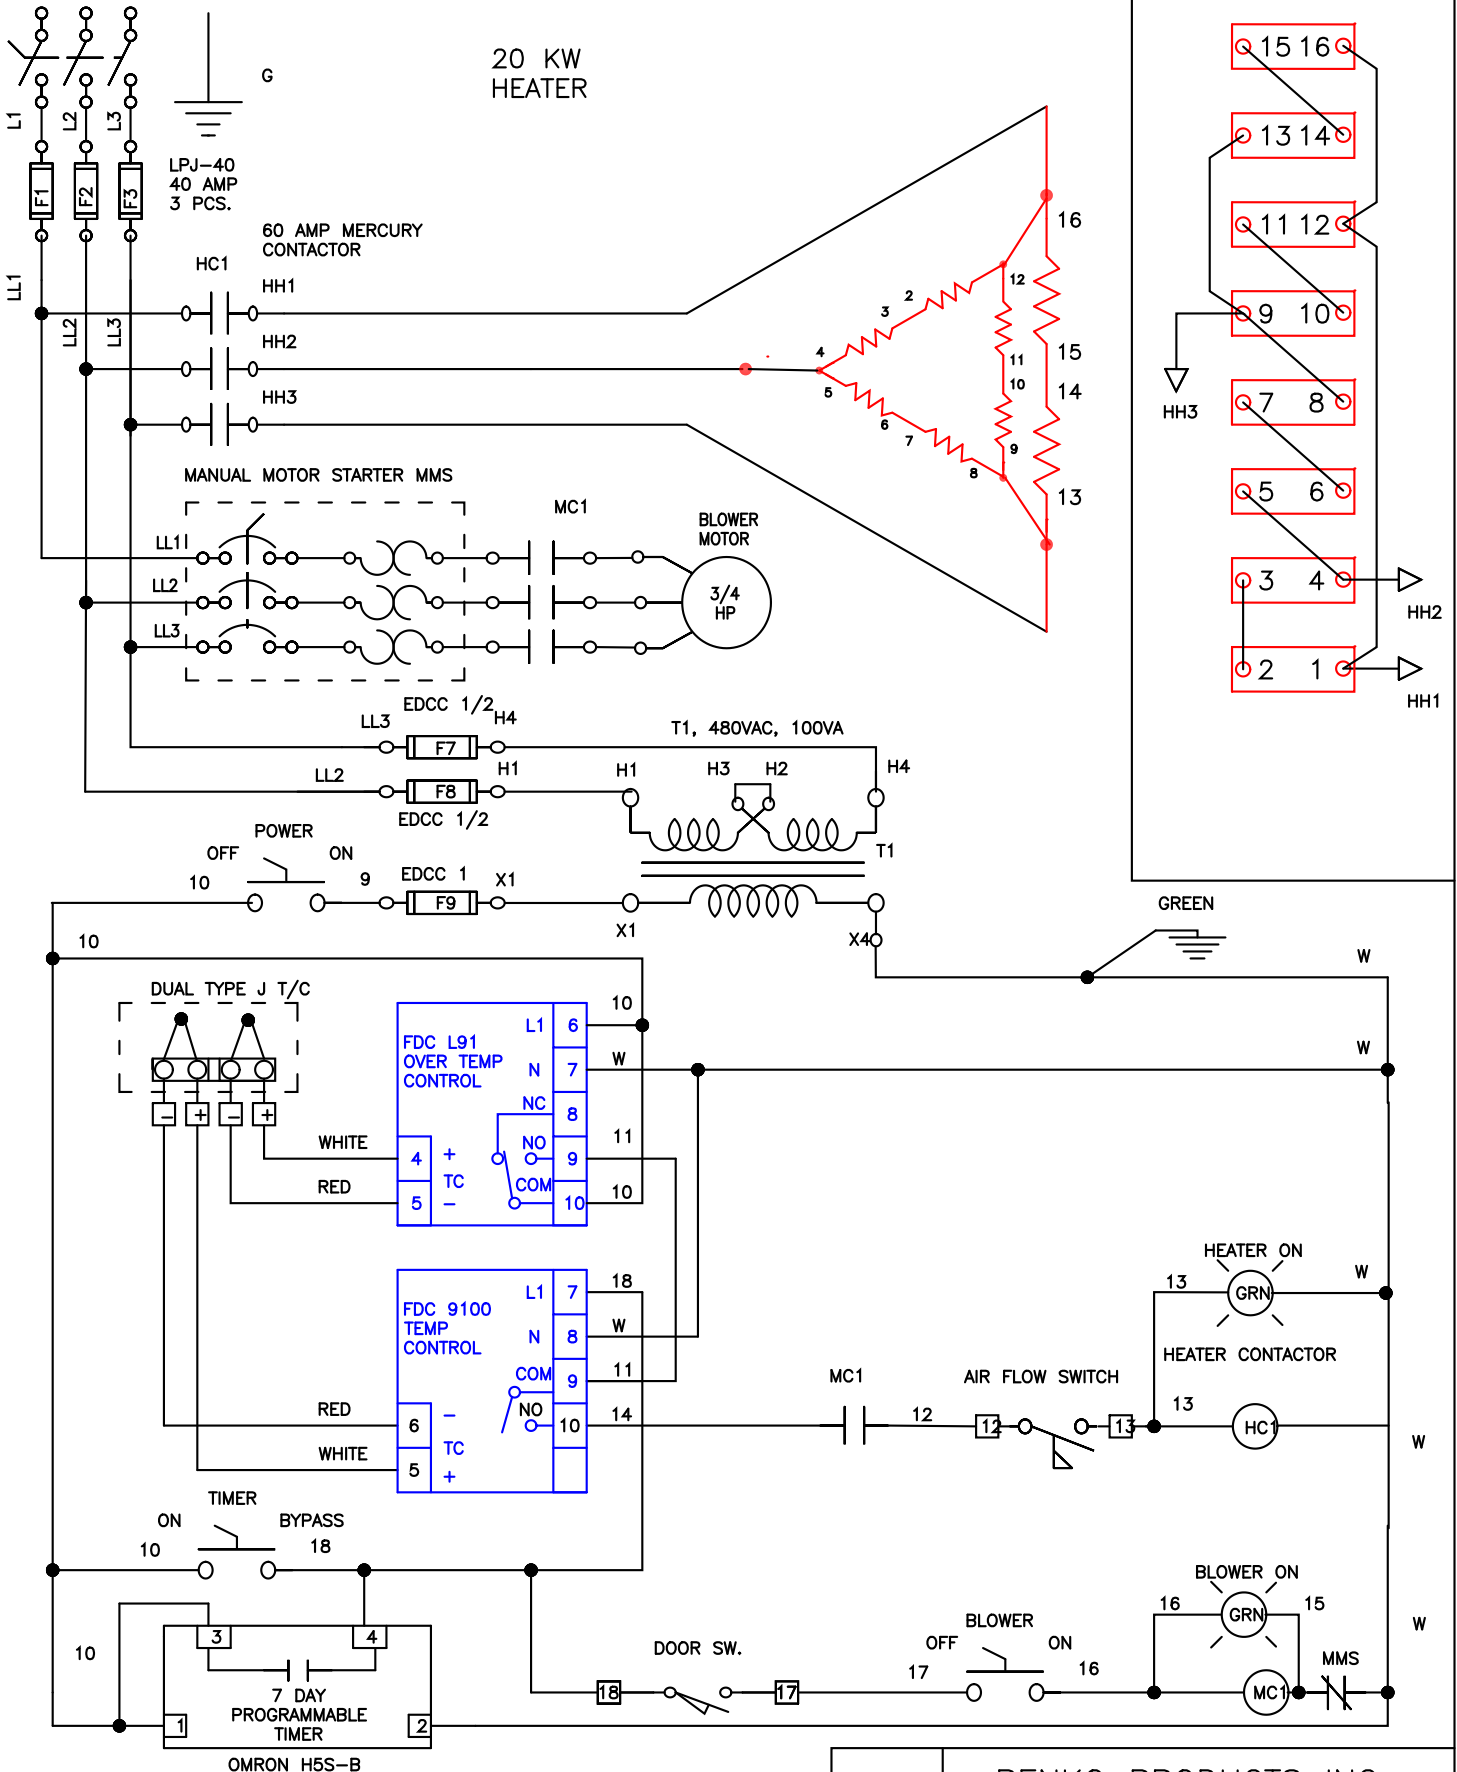 20 KW
HEATER
G
L1
L2
L3
F1
F2
F3
LPJ-40
40 AMP
3 PCS.
60 AMP MERCURY
CONTACTOR
LL1
LL2
LL3
HC1
HH1
HH2
HH3
16
12
2
3
4
11
15
10
14
5
6
7
9
8
13
15 16
13 14
11 12
9 10
HH3
7 8
5 6
3 4
HH2
2 1
HH1
MANUAL MOTOR STARTER MMS
MC1
BLOWER
MOTOR
LL1
LL2
LL3
3/4
HP
EDCC 1/2
LL3
H4
F7
T1, 480VAC, 100VA
LL2
H1
F8
EDCC 1/2
H1
H3
H2
H4
T1
POWER
OFF
ON
10
9
EDCC 1
X1
F9
X1
X4
GREEN
W
10
DUAL TYPE J T/C
- + - +
FDC L91
OVER TEMP
CONTROL
L1 6 10
N 7 W
W
NC 8
NO 9 11
COM 10 10
WHITE 4 +
TC
RED 5 -
FDC 9100
TEMP
CONTROL
L1 7 18
N 8 W
COM 9 11
NO 10 14
RED 6 -
TC
WHITE 5 +
HEATER ON
13
GRN
W
HEATER CONTACTOR
MC1
AIR FLOW SWITCH
12
12
13
13
HC1
W
TIMER
ON
BYPASS
10
18
10
3
4
7 DAY
PROGRAMMABLE
TIMER
1
2
OMRON H5S-B
DOOR SW.
18
17
17
BLOWER
OFF
ON
16
BLOWER ON
16
GRN
15
MC1
MMS
W
PENKO PRODUCTS INC